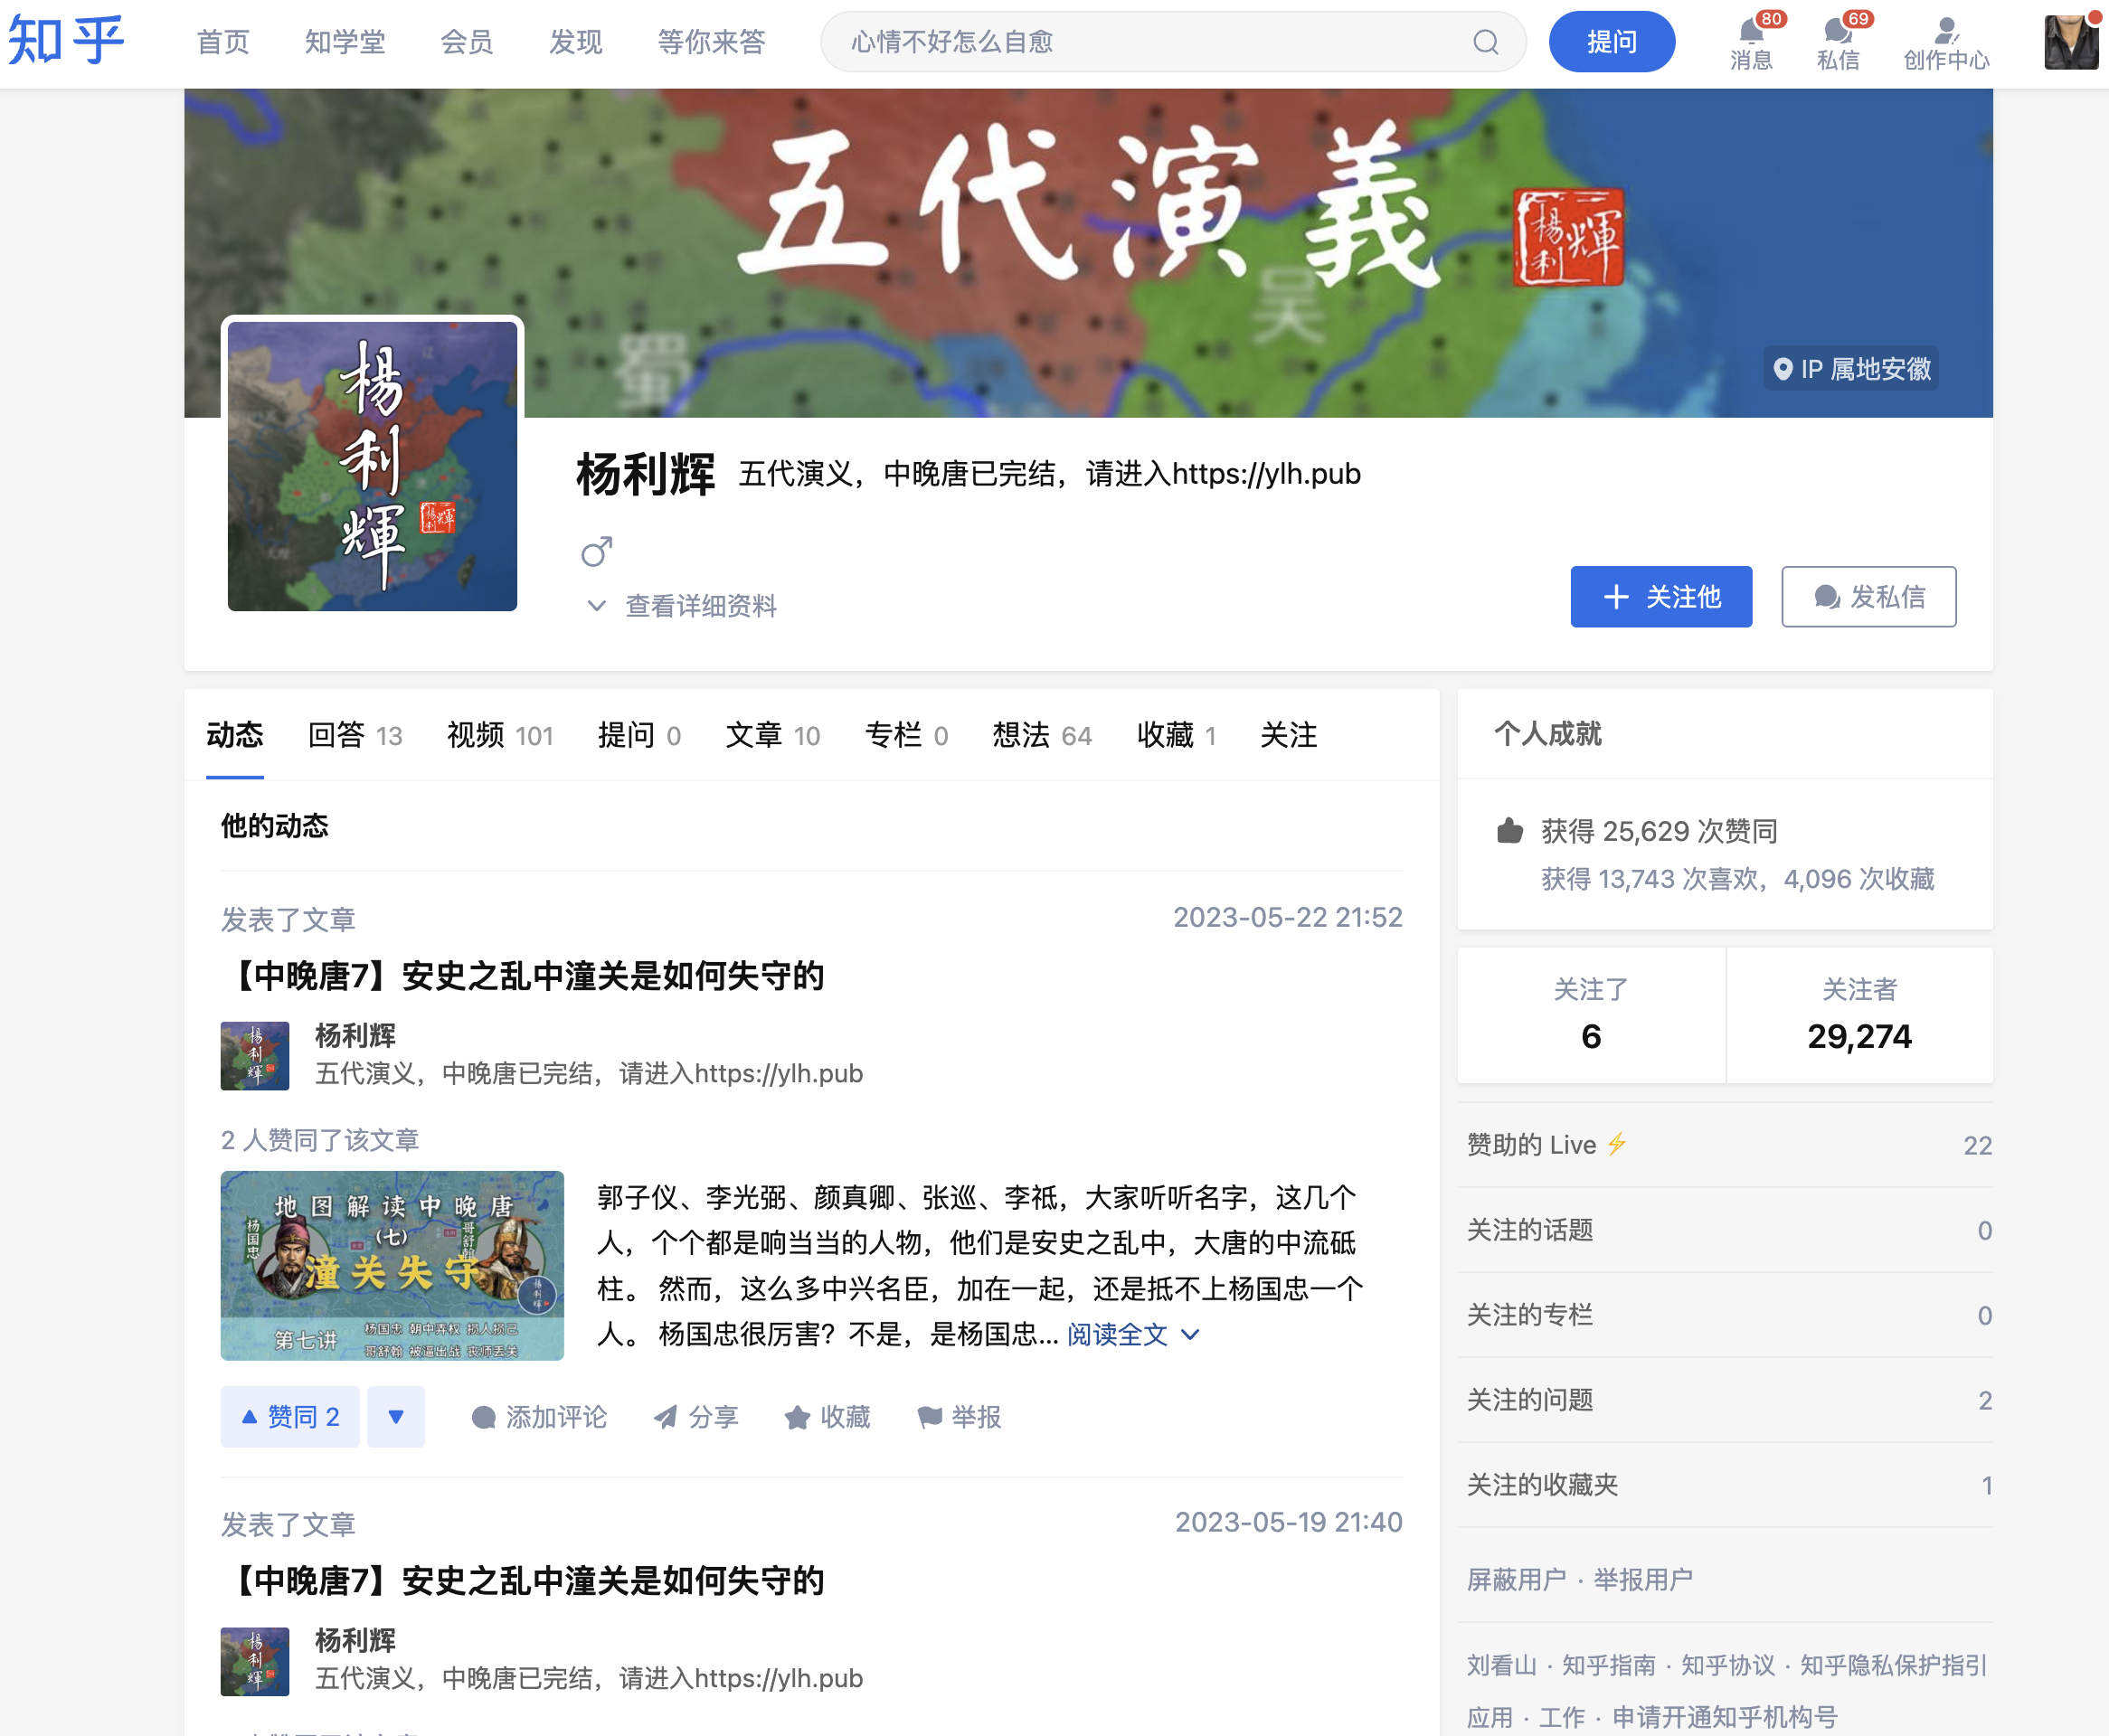 知乎
首页 知学堂 会员 发现 等你来答
心情不好怎么自愈
提问
80
消息
69
私信
创作中心
五代演義
楊利輝
吴
蜀
IP 属地安徽
楊利輝
楊利輝
杨利辉 五代演义，中晚唐已完结，请进入https://ylh.pub
查看详细资料
关注他
发私信
动态 回答 13 视频 101 提问 0 文章 10 专栏 0 想法 64 收藏 1 关注
他的动态
发表了文章 2023-05-22 21:52
【中晚唐7】安史之乱中潼关是如何失守的
楊利輝
杨利辉
五代演义，中晚唐已完结，请进入https://ylh.pub
2 人赞同了该文章
地图解读中晚唐
（七）
杨国忠
哥舒翰
潼关失守
楊利輝
第七讲
杨国忠 朝中弄权 损人损己
哥舒翰 被逼出战 丧师丢关
郭子仪、李光弼、颜真卿、张巡、李祗，大家听听名字，这几个
人，个个都是响当当的人物，他们是安史之乱中，大唐的中流砥
柱。 然而，这么多中兴名臣，加在一起，还是抵不上杨国忠一个
人。 杨国忠很厉害？不是，是杨国忠... 阅读全文
赞同 2
添加评论 分享 收藏 举报
发表了文章 2023-05-19 21:40
【中晚唐7】安史之乱中潼关是如何失守的
楊利輝
杨利辉
五代演义，中晚唐已完结，请进入https://ylh.pub
个人成就
获得 25,629 次赞同
获得 13,743 次喜欢，4,096 次收藏
关注了
6
关注者
29,274
赞助的 Live 22
关注的话题 0
关注的专栏 0
关注的问题 2
关注的收藏夹 1
屏蔽用户 · 举报用户
刘看山 · 知乎指南 · 知乎协议 · 知乎隐私保护指引
应用 · 工作 · 申请开通知乎机构号